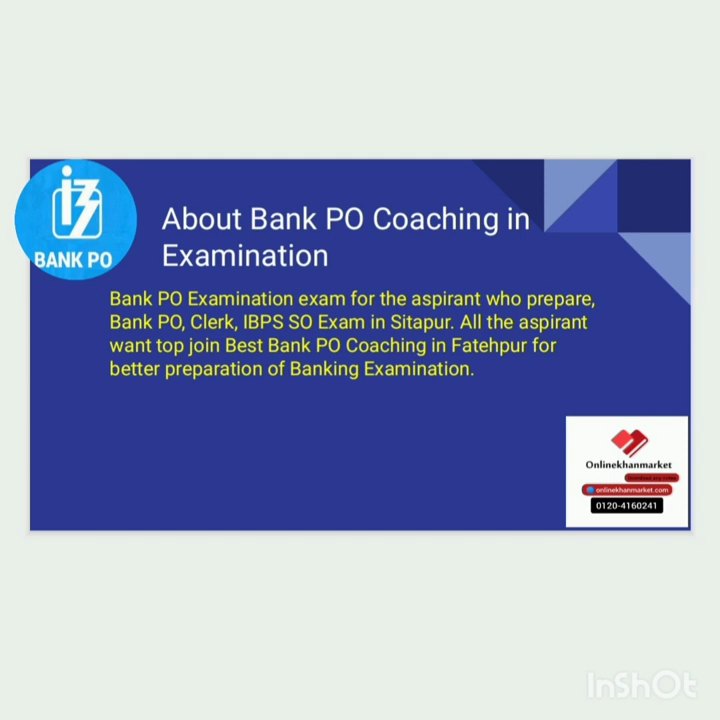 BANK PO
About Bank PO Coaching in
Examination
Bank PO Examination exam for the aspirant who prepare,
Bank PO, Clerk, IBPS SO Exam in Sitapur. All the aspirant
want top join Best Bank PO Coaching in Fatehpur for
better preparation of Banking Examination.
Onlinekhanmarket
onlinekhanmarket.com
0120-4160241
InShOt